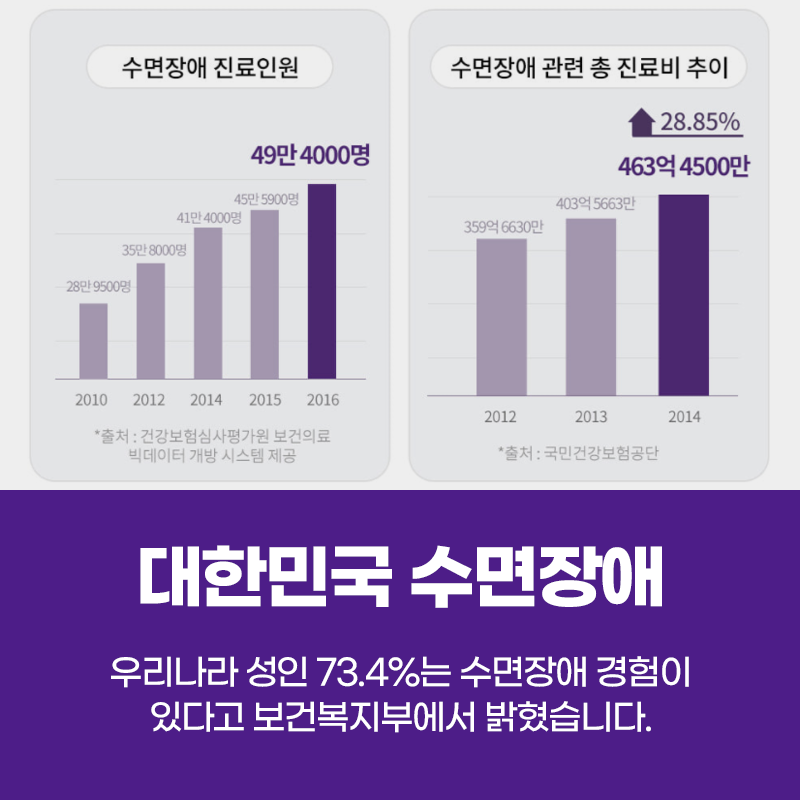 수면장애 진료인원
49만 4000명
45만 5900명
41만 4000명
35만 8000명
28만 9500명
2010 2012 2014 2015 2016
*출처 : 건강보험심사평가원 보건의료
빅데이터 개방 시스템 제공
수면장애 관련 총 진료비 추이
28.85%
463억 4500만
403억 5663만
359억 6630만
2012 2013 2014
*출처 : 국민건강보험공단
대한민국 수면장애
우리나라 성인 73.4%는 수면장애 경험이
있다고 보건복지부에서 밝혔습니다.